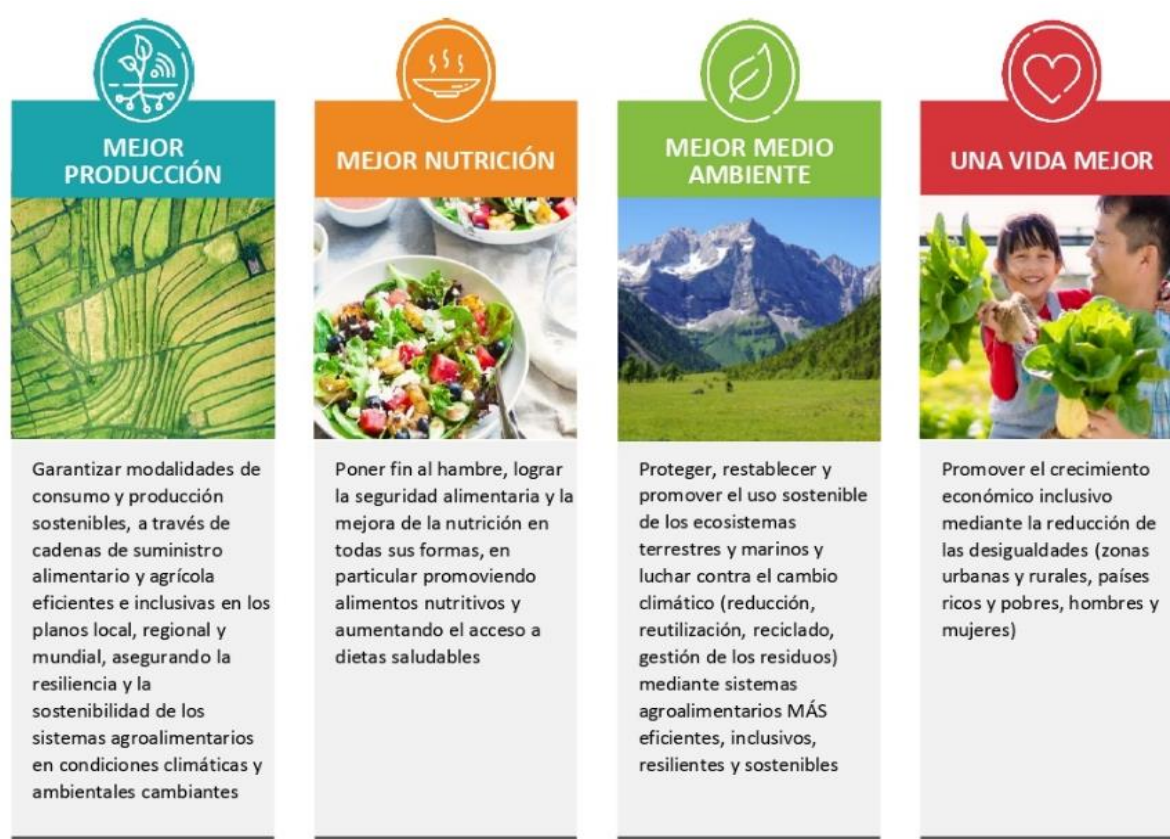 MEJOR
PRODUCCIÓN
Garantizar modalidades de
consumo y producción
sostenibles, a través de
cadenas de suministro
alimentario y agrícola
eficientes e inclusivas en los
planos local, regional y
mundial, asegurando la
resiliencia y la
sostenibilidad de los
sistemas agroalimentarios
en condiciones climáticas y
ambientales cambiantes
MEJOR NUTRICIÓN
Poner fin al hambre, lograr
la seguridad alimentaria y la
mejora de la nutrición en
todas sus formas, en
particular promoviendo
alimentos nutritivos y
aumentando el acceso a
dietas saludables
MEJOR MEDIO
AMBIENTE
Proteger, restablecer y
promover el uso sostenible
de los ecosistemas
terrestres y marinos y
luchar contra el cambio
climático (reducción,
reutilización, reciclado,
gestión de los residuos)
mediante sistemas
agroalimentarios MÁS
eficientes, inclusivos,
resilientes y sostenibles
UNA VIDA MEJOR
Promover el crecimiento
económico inclusivo
mediante la reducción de
las desigualdades (zonas
urbanas y rurales, países
ricos y pobres, hombres y
mujeres)